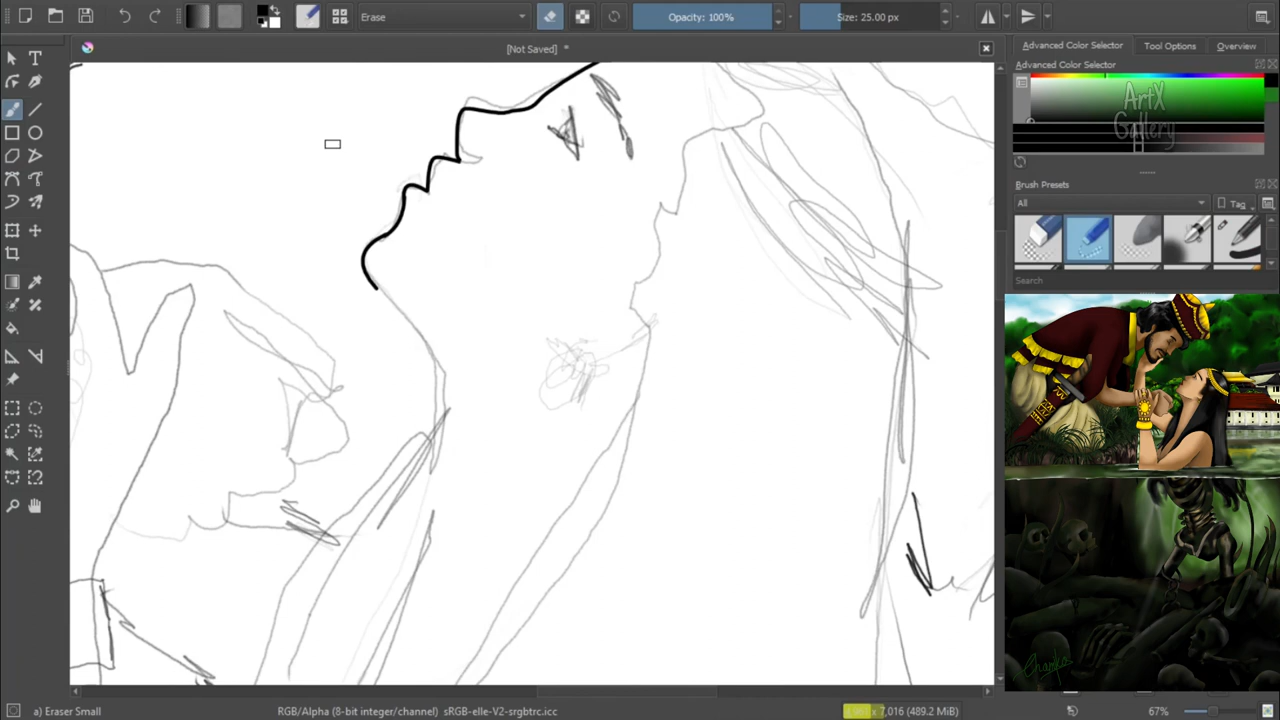 Erase
Opacity: 100%
Size: 25.00 px
[Not Saved] *
Advanced Color Selector
Tool Options
Overview
Advanced Color Selector
ArtX
Gallery
Brush Presets
All
Tag
Search
a) Eraser Small
RGB/Alpha (8-bit integer/channel) sRGB-elle-V2-srgbtrc.icc
x 7,016 (489.2 MiB)
67%